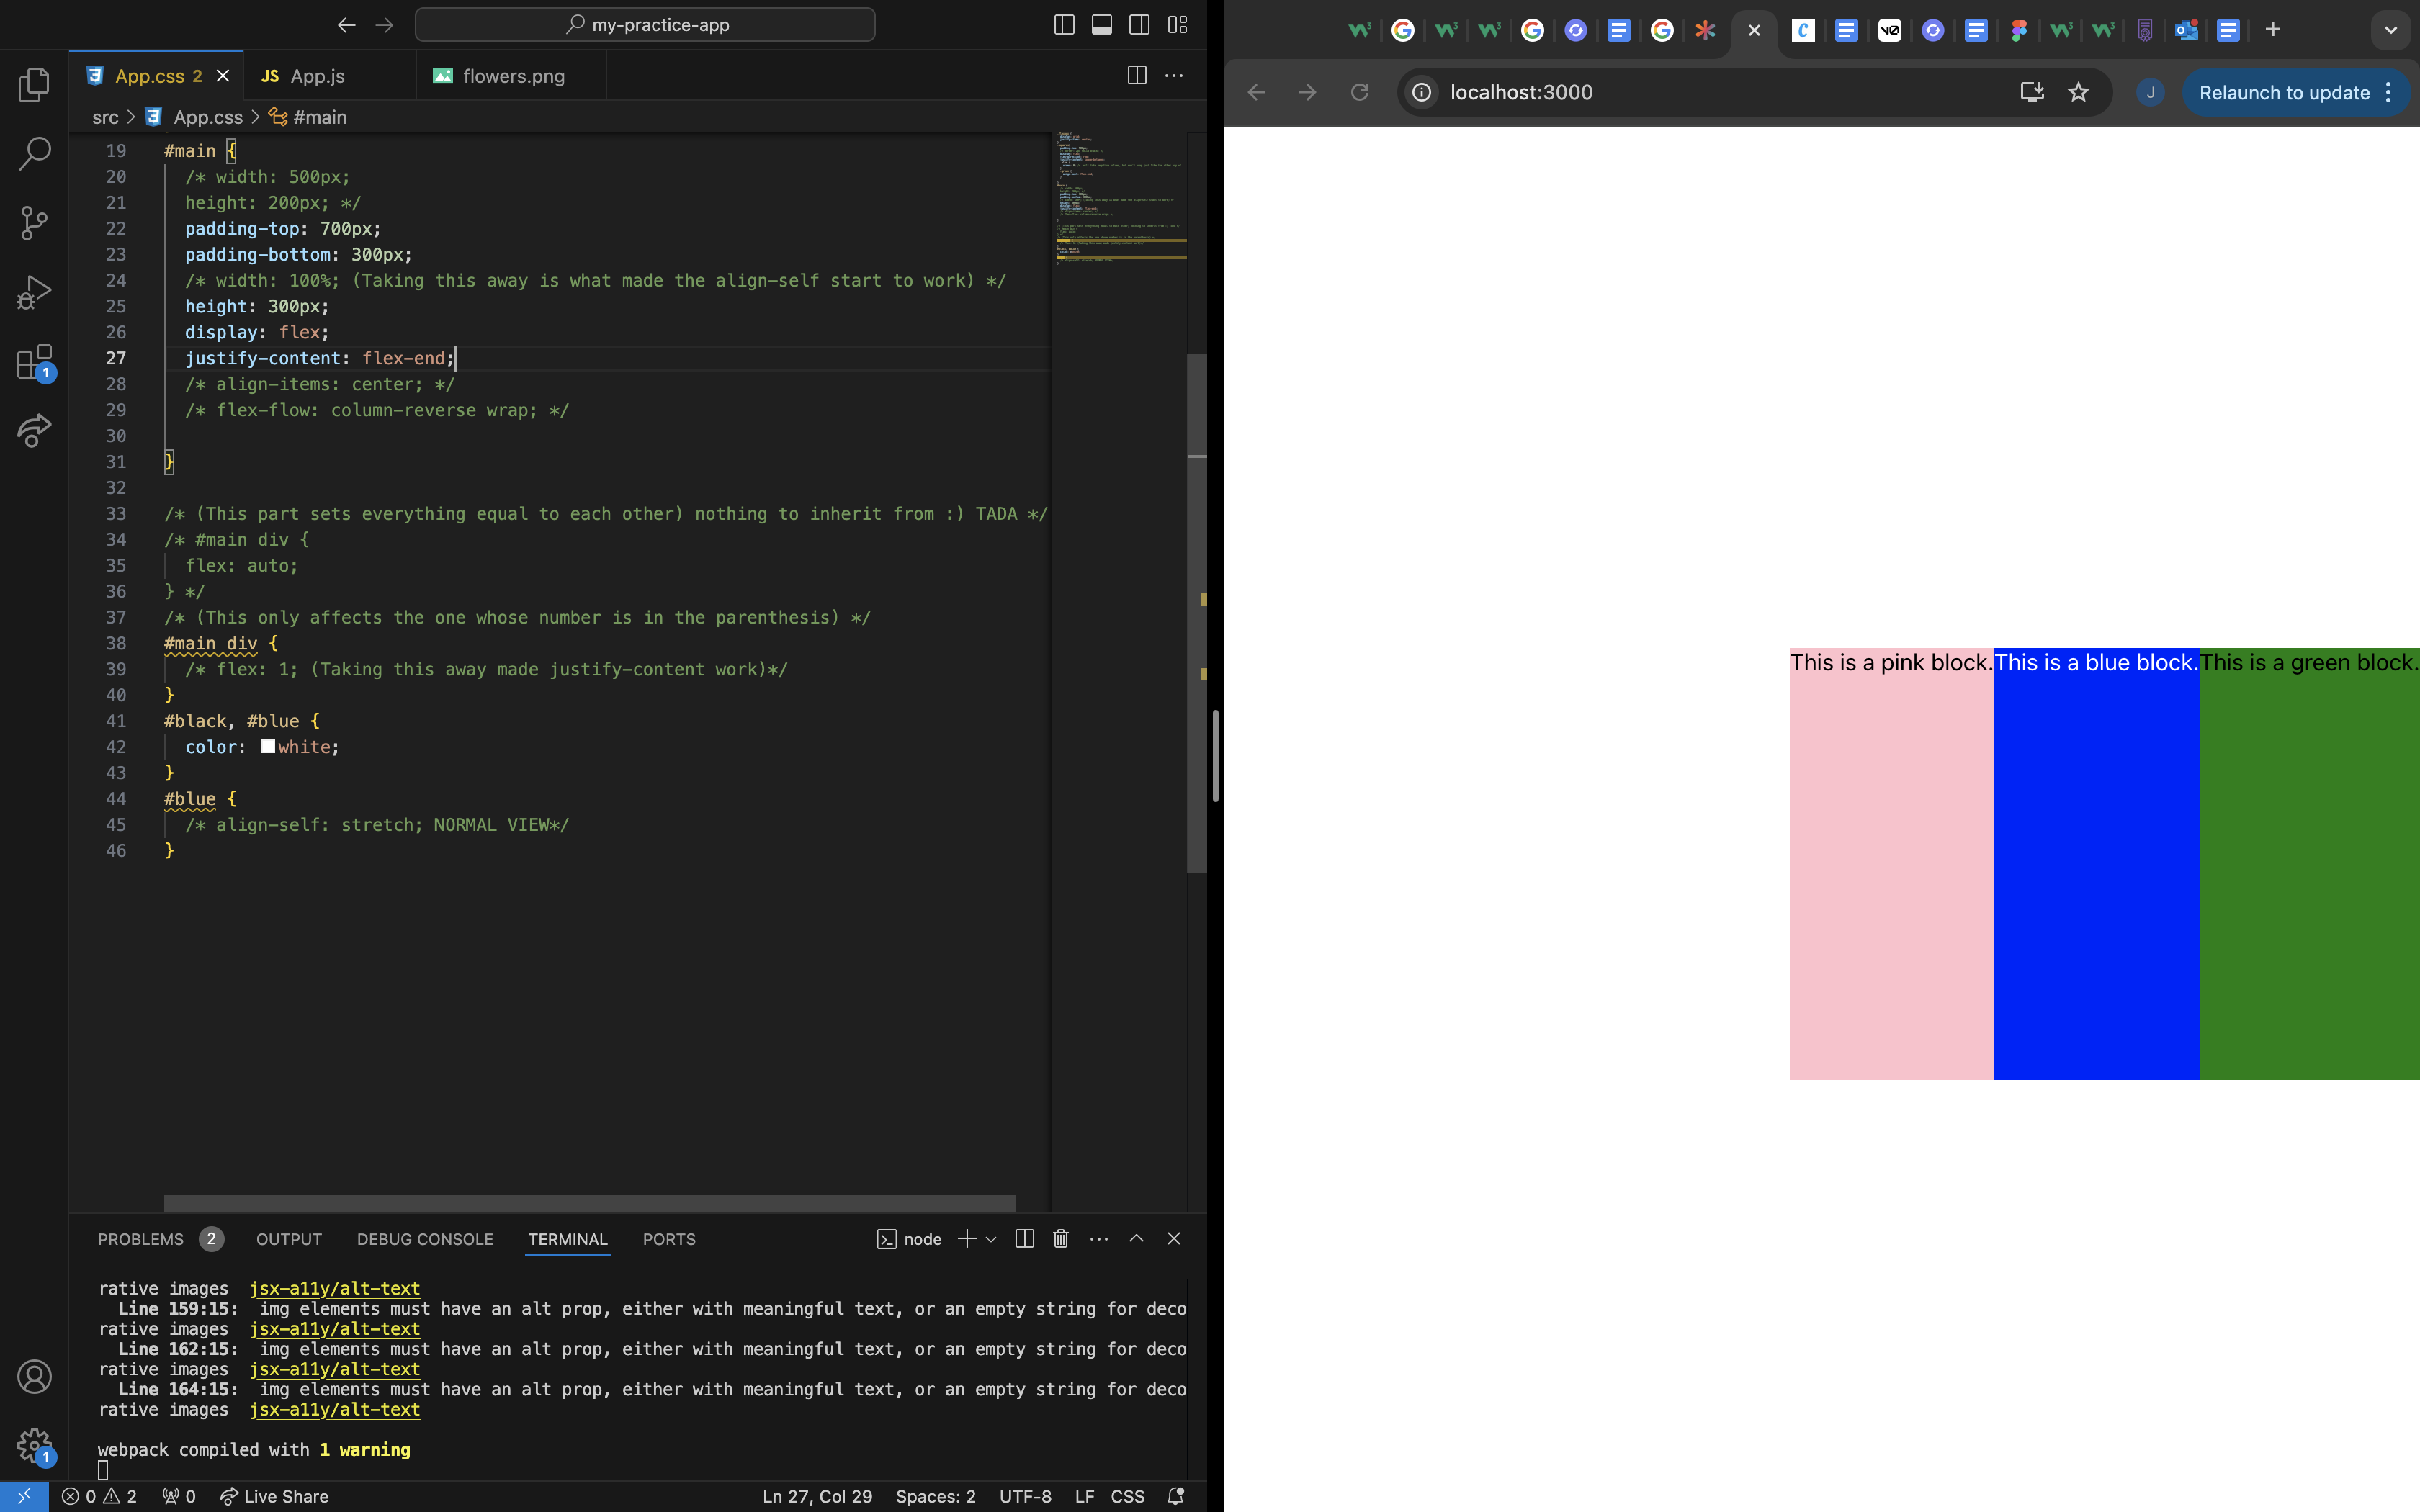 my-practice-app
App.css 2
JS App.js
flowers.png
src > App.css > #main
19 #main {
20 /* width: 500px;
21 height: 200px; */
22 padding-top: 700px;
23 padding-bottom: 300px;
24 /* width: 100%; (Taking this away is what made the align-self start to work) */
25 height: 300px;
26 display: flex;
27 justify-content: flex-end;
28 /* align-items: center; */
29 /* flex-flow: column-reverse wrap; */
30
31 }
32
33 /* (This part sets everything equal to each other) nothing to inherit from :) TADA */
34 /* #main div {
35 flex: auto;
36 } */
37 /* (This only affects the one whose number is in the parenthesis) */
38 #main div {
39 /* flex: 1; (Taking this away made justify-content work)*/
40 }
41 #black, #blue {
42 color: white;
43 }
44 #blue {
45 /* align-self: stretch; NORMAL VIEW*/
46 }
1
PROBLEMS 2 OUTPUT DEBUG CONSOLE TERMINAL PORTS
node
rative images jsx-a11y/alt-text
Line 159:15: img elements must have an alt prop, either with meaningful text, or an empty string for deco
rative images jsx-a11y/alt-text
Line 162:15: img elements must have an alt prop, either with meaningful text, or an empty string for deco
rative images jsx-a11y/alt-text
Line 164:15: img elements must have an alt prop, either with meaningful text, or an empty string for deco
rative images jsx-a11y/alt-text
webpack compiled with 1 warning
1
0 2 0 Live Share
Ln 27, Col 29 Spaces: 2 UTF-8 LF CSS
localhost:3000
J
Relaunch to update
This is a pink block.
This is a blue block.
This is a green block.